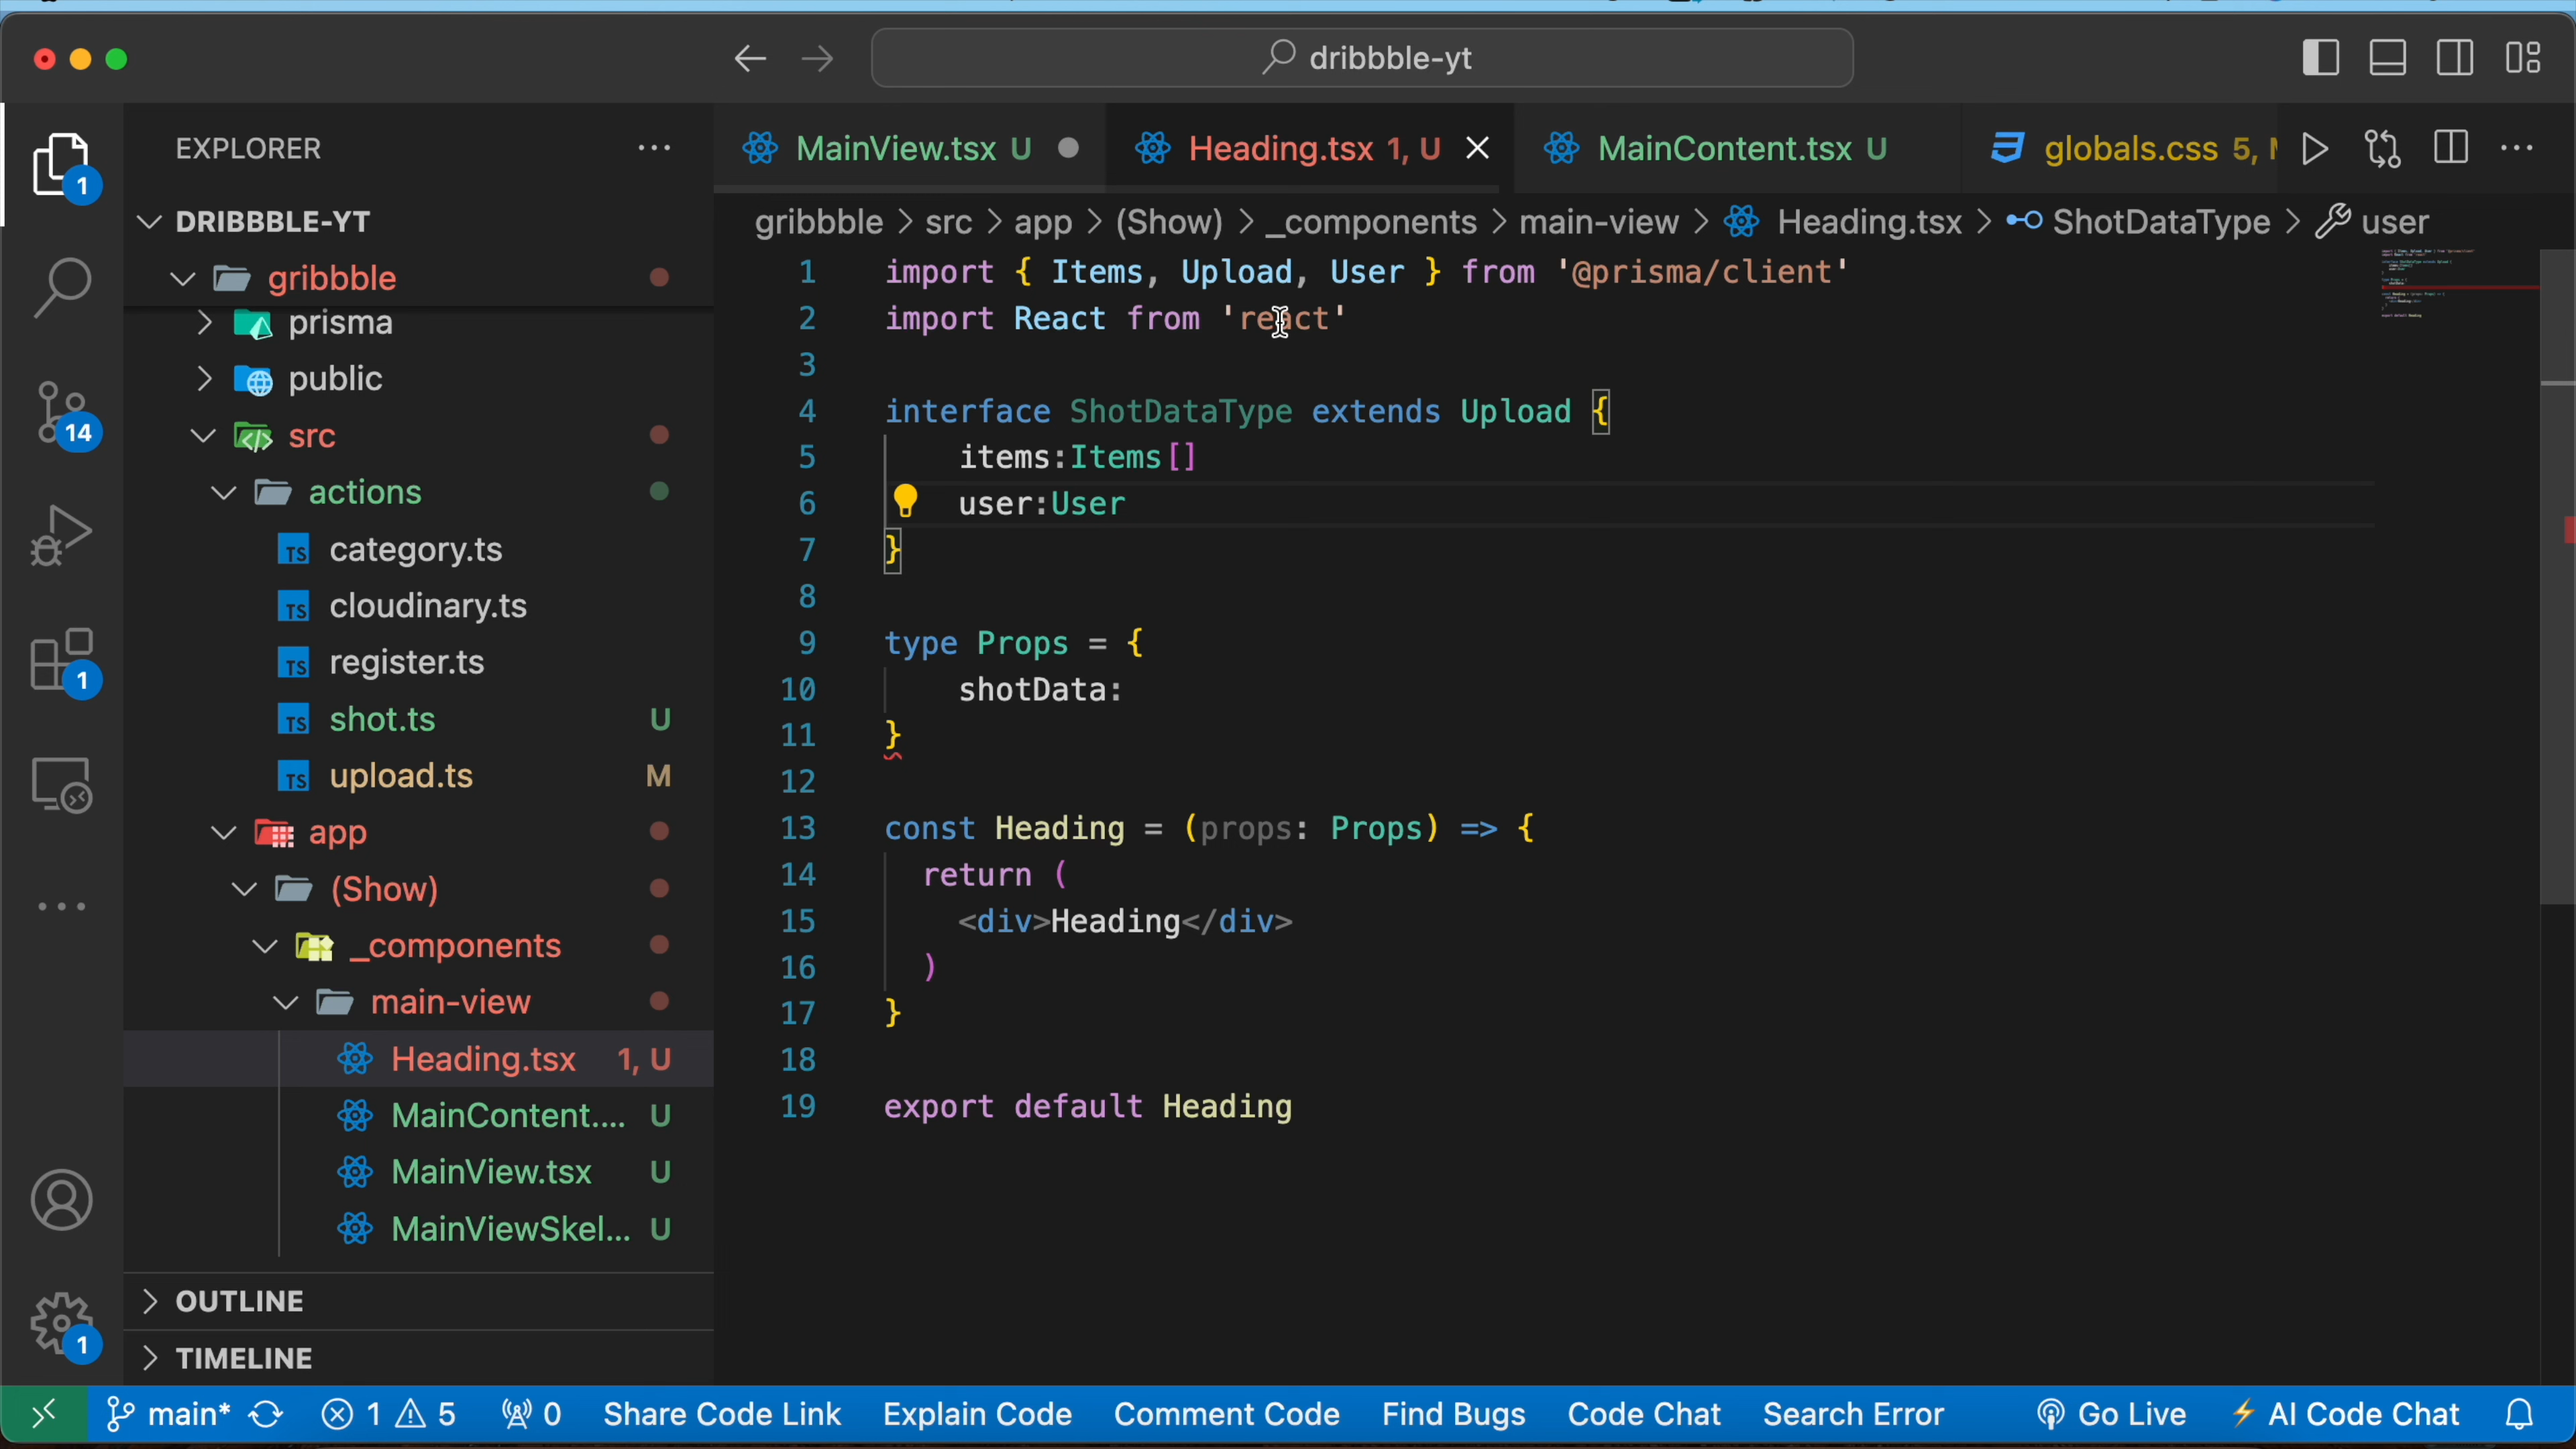 dribbble-yt
EXPLORER
MainView.tsx U
Heading.tsx 1, U
MainContent.tsx U
globals.css 5,
DRIBBBLE-YT
gribbble > src > app > (Show) > _components > main-view > Heading.tsx > ShotDataType > user
gribbble
prisma
public
src
actions
category.ts
cloudinary.ts
register.ts
shot.ts U
upload.ts M
app
(Show)
_components
main-view
Heading.tsx 1, U
MainContent.... U
MainView.tsx U
MainViewSkel... U
OUTLINE
TIMELINE
1
14
1
1
1 import { Items, Upload, User } from '@prisma/client'
2 import React from 'react'
3
4 interface ShotDataType extends Upload {
5 items:Items[]
6 user:User
7 }
8
9 type Props = {
10 shotData:
11 }
12
13 const Heading = (props: Props) => {
14 return (
15 <div>Heading</div>
16 )
17 }
18
19 export default Heading
main* 1 5 0 Share Code Link Explain Code Comment Code Find Bugs Code Chat Search Error Go Live AI Code Chat